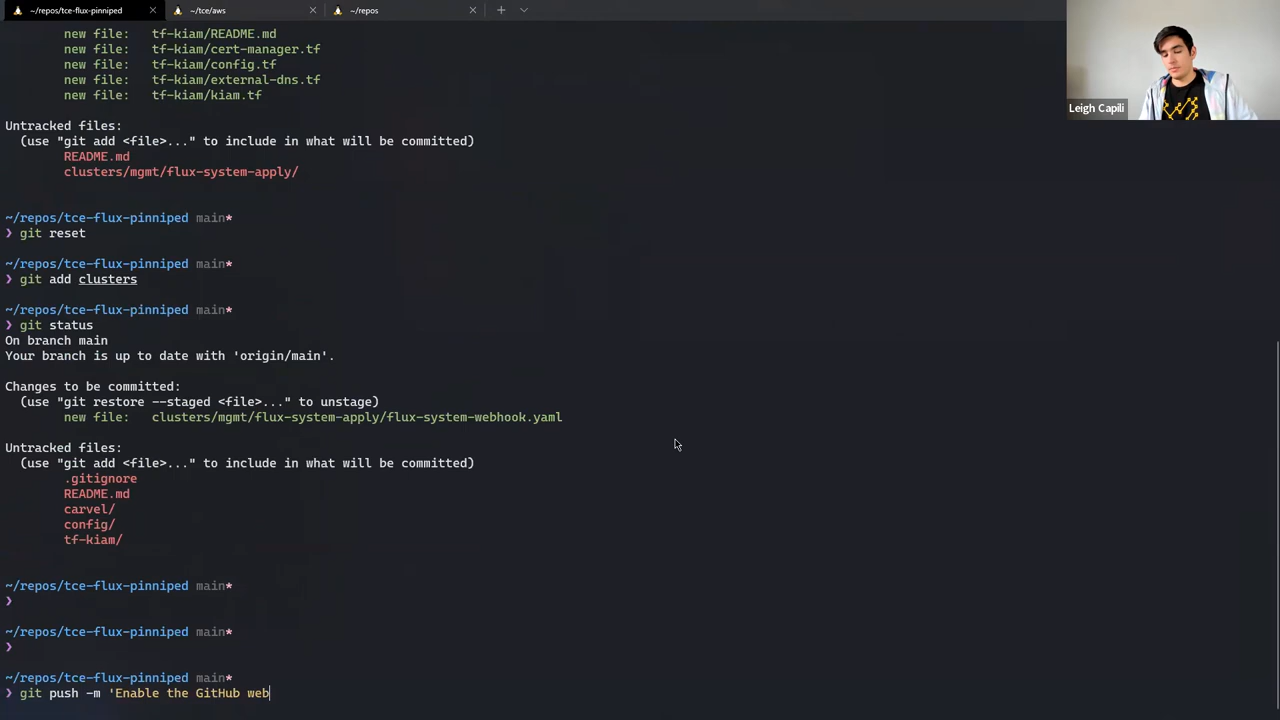 ~/repos/tce-flux-pinniped
~/tce/aws
~/repos
new file:   tf-kiam/README.md
new file:   tf-kiam/cert-manager.tf
new file:   tf-kiam/config.tf
new file:   tf-kiam/external-dns.tf
new file:   tf-kiam/kiam.tf
Leigh Capili
Untracked files:
(use "git add <file>..." to include in what will be committed)
README.md
clusters/mgmt/flux-system-apply/
~/repos/tce-flux-pinniped main*
❯ git reset
~/repos/tce-flux-pinniped main*
❯ git add clusters
~/repos/tce-flux-pinniped main*
❯ git status
On branch main
Your branch is up to date with 'origin/main'.
Changes to be committed:
(use "git restore --staged <file>..." to unstage)
new file:   clusters/mgmt/flux-system-apply/flux-system-webhook.yaml
Untracked files:
(use "git add <file>..." to include in what will be committed)
.gitignore
README.md
carvel/
config/
tf-kiam/
~/repos/tce-flux-pinniped main*
❯
~/repos/tce-flux-pinniped main*
❯
~/repos/tce-flux-pinniped main*
❯ git push -m 'Enable the GitHub web